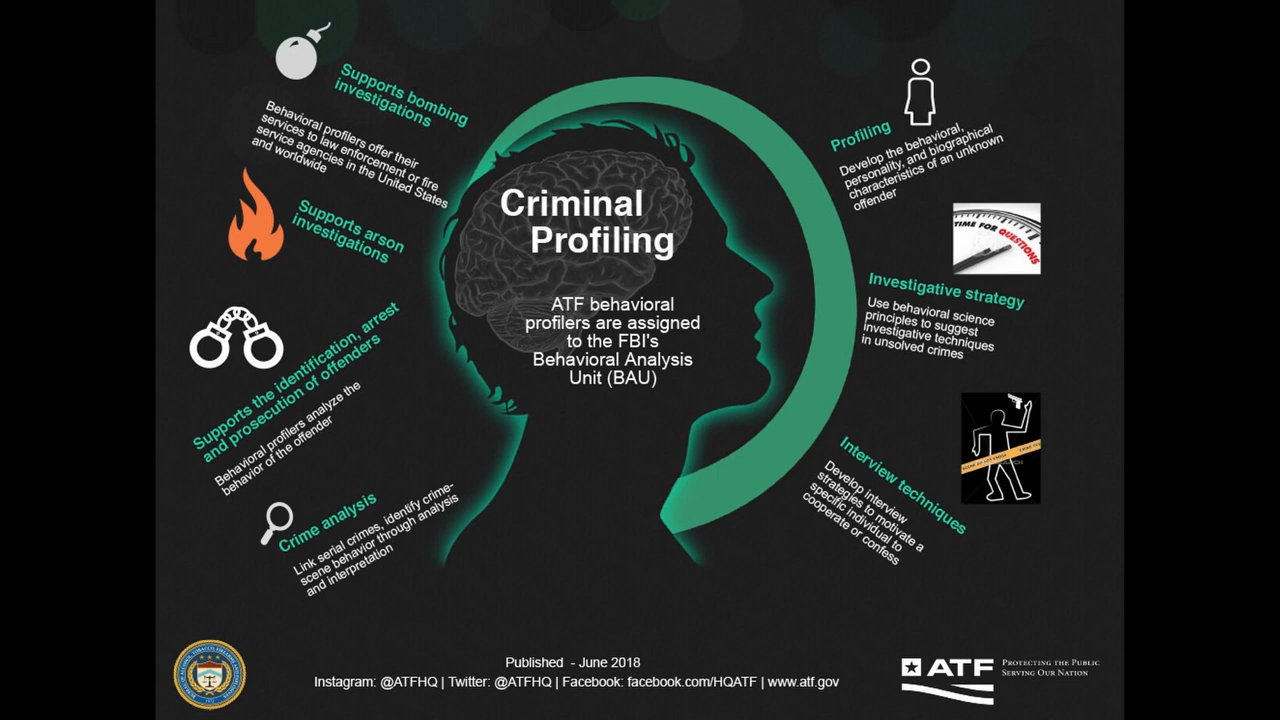 Supports bombing
investigations
Behavioral profilers offer their
services to law enforcement or fire
service agencies in the United States
and worldwide
Supports arson
investigations
Supports the identification, arrest
and prosecution of offenders
Behavioral profilers analyze the
behavior of the offender
Crime analysis
Link serial crimes, identify crime-
scene behavior through analysis
and interpretation
Criminal
Profiling
ATF behavioral
profilers are assigned
to the FBI's
Behavioral Analysis
Unit (BAU)
Profiling
Develop the behavioral,
personality, and biographical
characteristics of an unknown
offender
TIME FOR QUESTIONS
Investigative strategy
Use behavioral science
principles to suggest
investigative techniques
in unsolved crimes
Interview techniques
Develop interview
strategies to motivate a
specific individual to
cooperate or confess
Published - June 2018
Instagram: @ATFHQ | Twitter: @ATFHQ | Facebook: facebook.com/HQATF | www.atf.gov
ATF
PROTECTING THE PUBLIC
SERVING OUR NATION